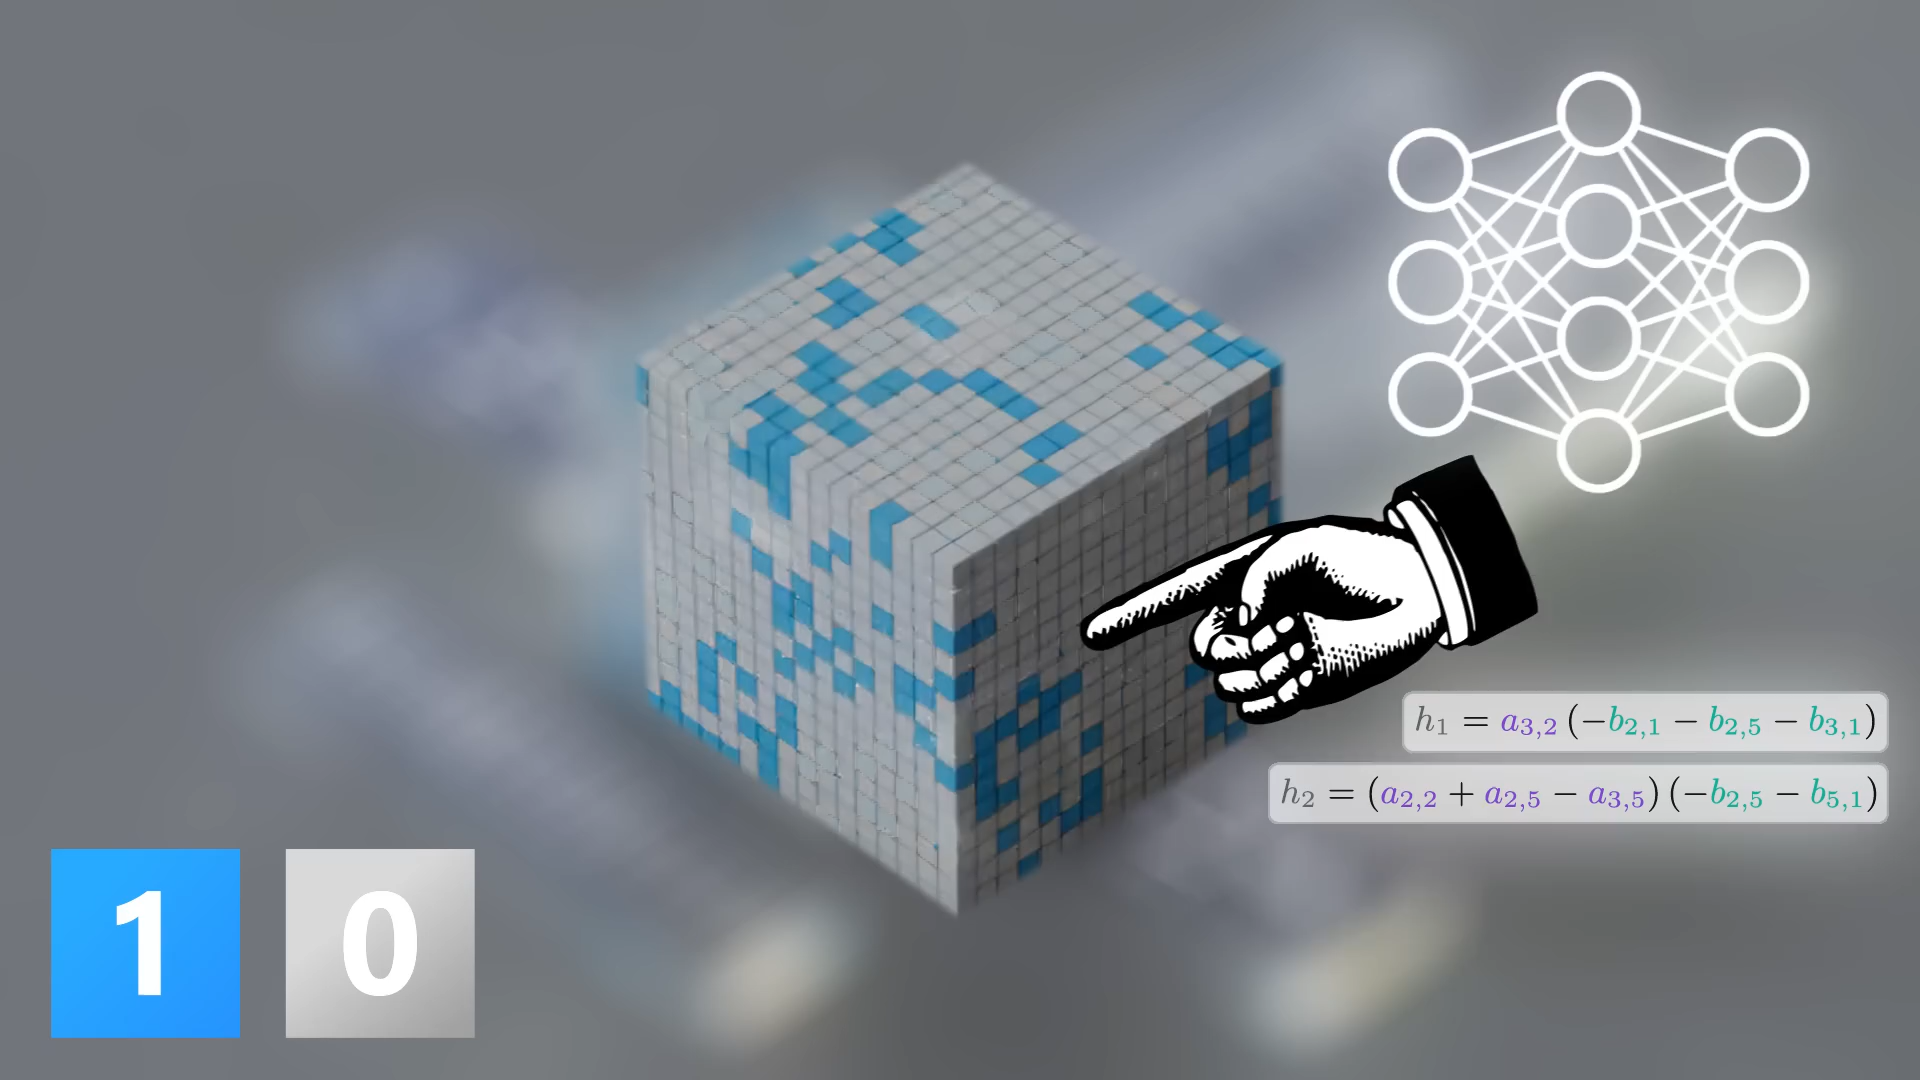 h₁ = a₃,₂ (−b₂,₁ − b₂,₅ − b₃,₁)
h₂ = (a₂,₂ + a₂,₅ − a₃,₅) (−b₂,₅ − b₅,₁)
1 0